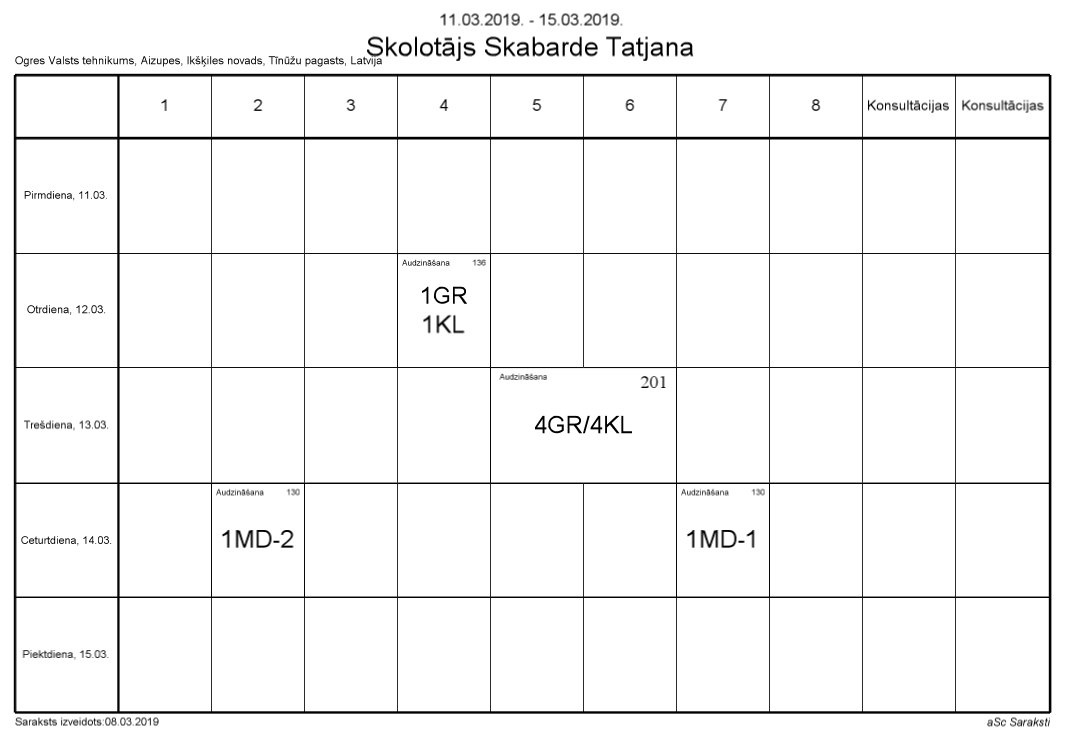 11.03.2019. - 15.03.2019.
Skolotājs Skabarde Tatjana
Ogres Valsts tehnikums, Aizupes, Ikšķiles novads, Tīnūžu pagasts, Latvija
1 2 3 4 5 6 7 8 Konsultācijas Konsultācijas
Pirmdiena, 11.03.
Audzināšana 136
Otrdiena, 12.03.
1GR
1KL
Audzināšana 201
Trešdiena, 13.03.
4GR/4KL
Audzināšana 130 Audzināšana 130
Ceturtdiena, 14.03.
1MD-2 1MD-1
Piektdiena, 15.03.
Saraksts izveidots:08.03.2019 aSc Saraksti